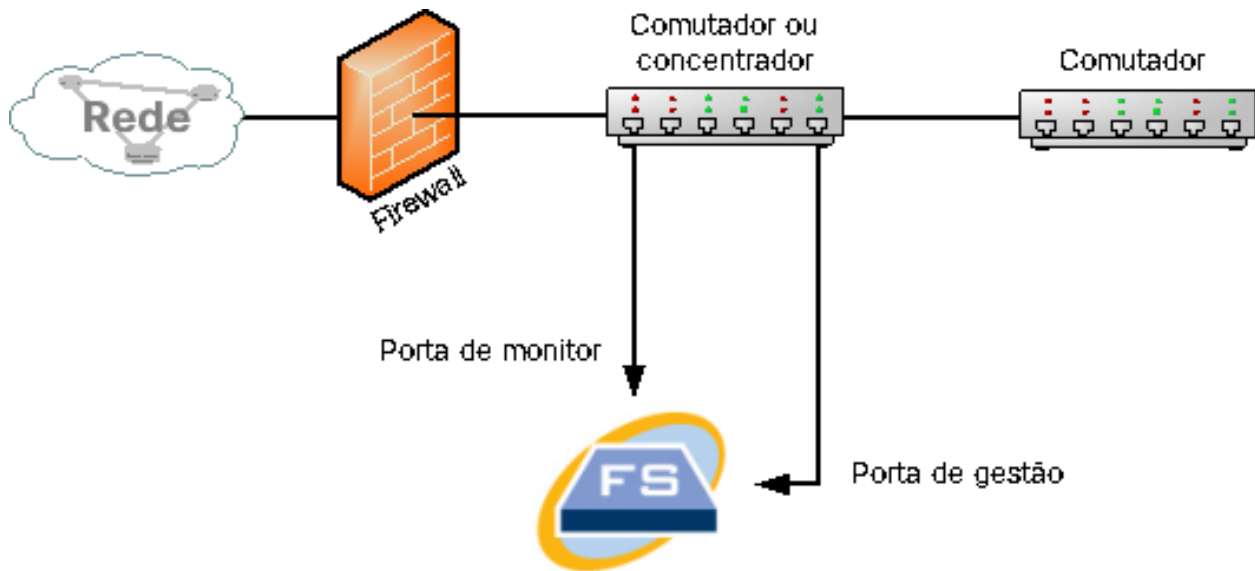 Comutador ou
concentrador
Comutador
Rede
Firewall
Porta de monitor
Porta de gestão
FS